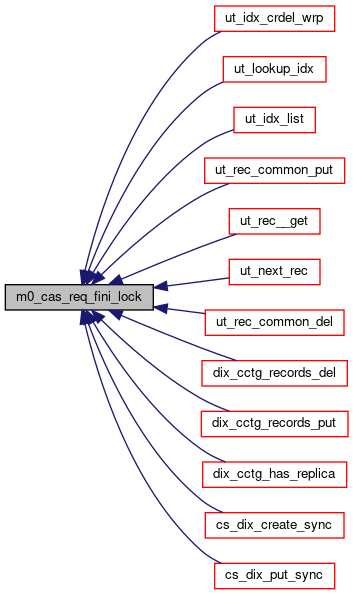 ut_idx_crdel_wrp
ut_lookup_idx
ut_idx_list
ut_rec_common_put
ut_rec__get
ut_next_rec
m0_cas_req_fini_lock
ut_rec_common_del
dix_cctg_records_del
dix_cctg_records_put
dix_cctg_has_replica
cs_dix_create_sync
cs_dix_put_sync